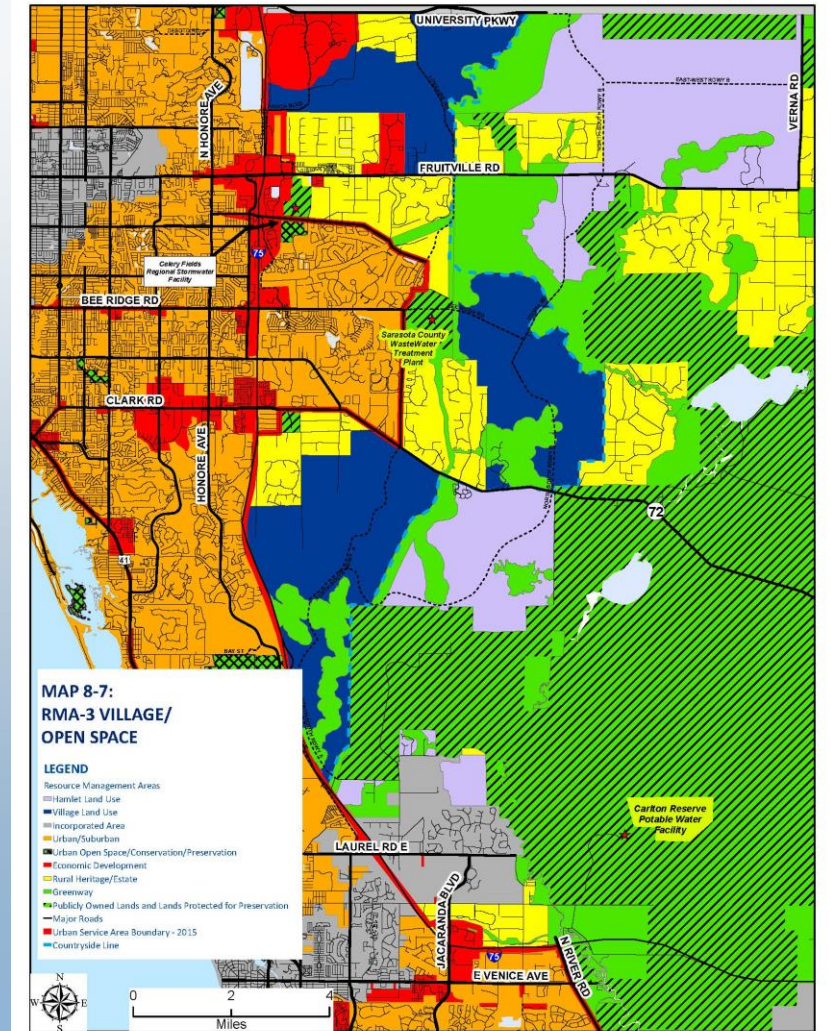 UNIVERSITY PKWY
N HONORE AVE
VERNA RD
FRUITVILLE RD
Celery Fields
Regional Stormwater
Facility
75
BEE RIDGE RD
Sarasota County
WasteWater
Treatment
Plant
CLARK RD
HONORE AVE
72
41
BAY ST
MAP 8-7:
RMA-3 VILLAGE/
OPEN SPACE
LEGEND
Resource Management Areas
Hamlet Land Use
Village Land Use
Incorporated Area
Urban/Suburban
Urban Open Space/Conservation/Preservation
Economic Development
Rural Heritage/Estate
Greenway
Publicly Owned Lands and Lands Protected for Preservation
Major Roads
Urban Service Area Boundary - 2015
Countryside Line
Carlton Reserve
Potable Water
Facility
LAUREL RD E
JACARANDA BLVD
75
N RIVER RD
E VENICE AVE
N
W
E
S
0
2
4
Miles